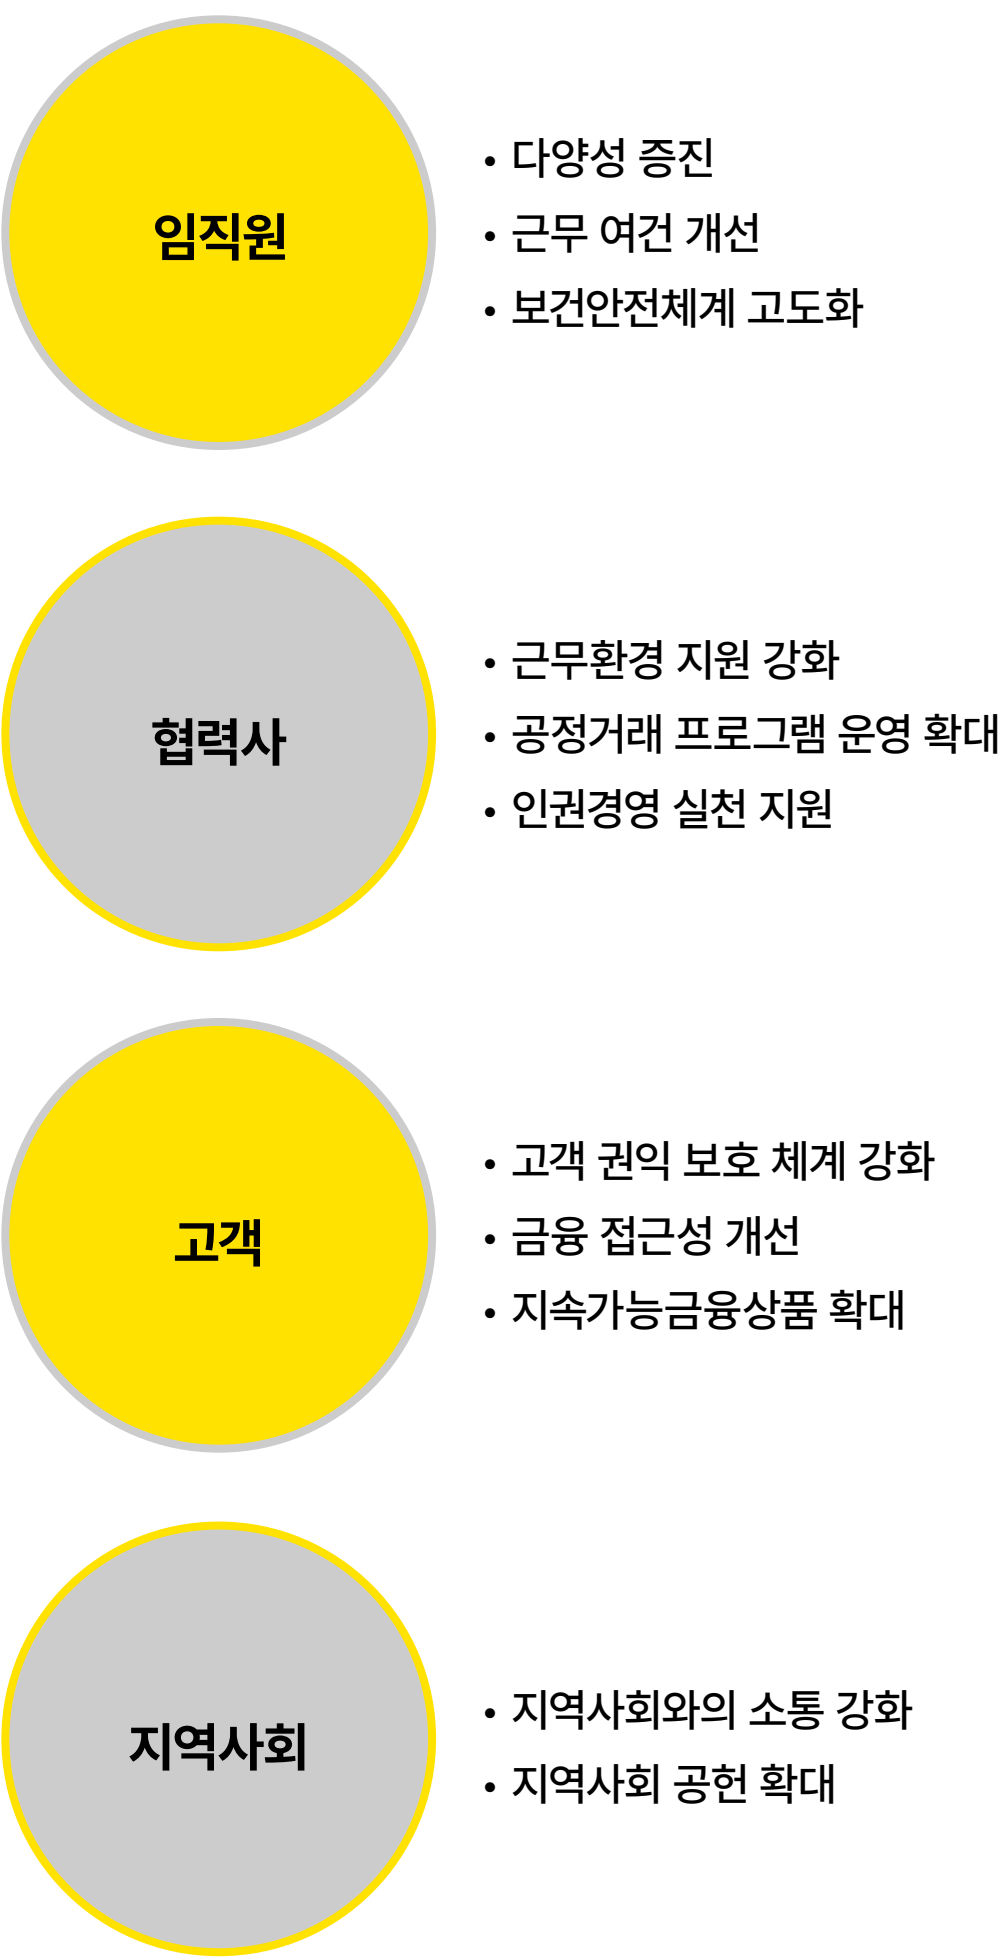 임직원
• 다양성 증진
• 근무 여건 개선
• 보건안전체계 고도화
협력사
• 근무환경 지원 강화
• 공정거래 프로그램 운영 확대
• 인권경영 실천 지원
고객
• 고객 권익 보호 체계 강화
• 금융 접근성 개선
• 지속가능금융상품 확대
지역사회
• 지역사회와의 소통 강화
• 지역사회 공헌 확대